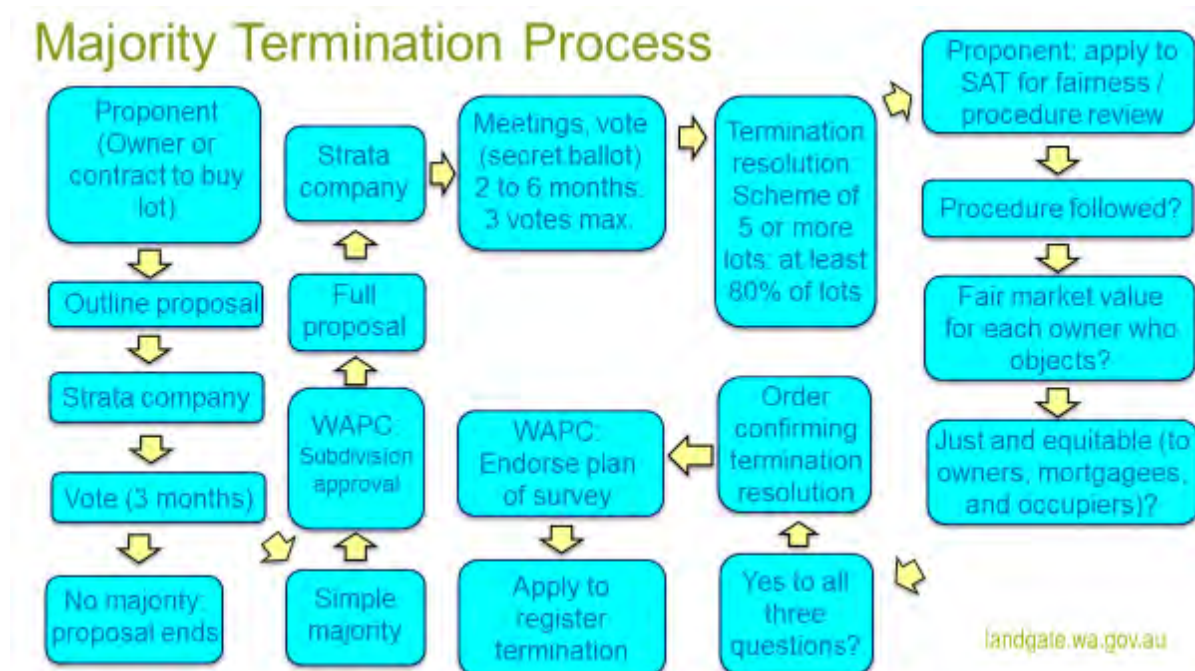 Majority Termination Process
Proponent
(Owner or
contract to buy
lot)
Outline proposal
Strata company
Vote (3 months)
No majority:
proposal ends
Simple
majority
WAPC:
Subdivision
approval
Full
proposal
Strata
company
Meetings, vote
(secret ballot)
2 to 6 months:
3 votes max.
Termination
resolution:
Scheme of
5 or more
lots: at least
80% of lots
Proponent: apply to
SAT for fairness /
procedure review
Procedure followed?
Fair market value
for each owner who
objects?
Just and equitable (to
owners, mortgagees,
and occupiers)?
Yes to all
three
questions?
Order
confirming
termination
resolution
WAPC:
Endorse plan
of survey
Apply to
register
termination
landgate.wa.gov.au